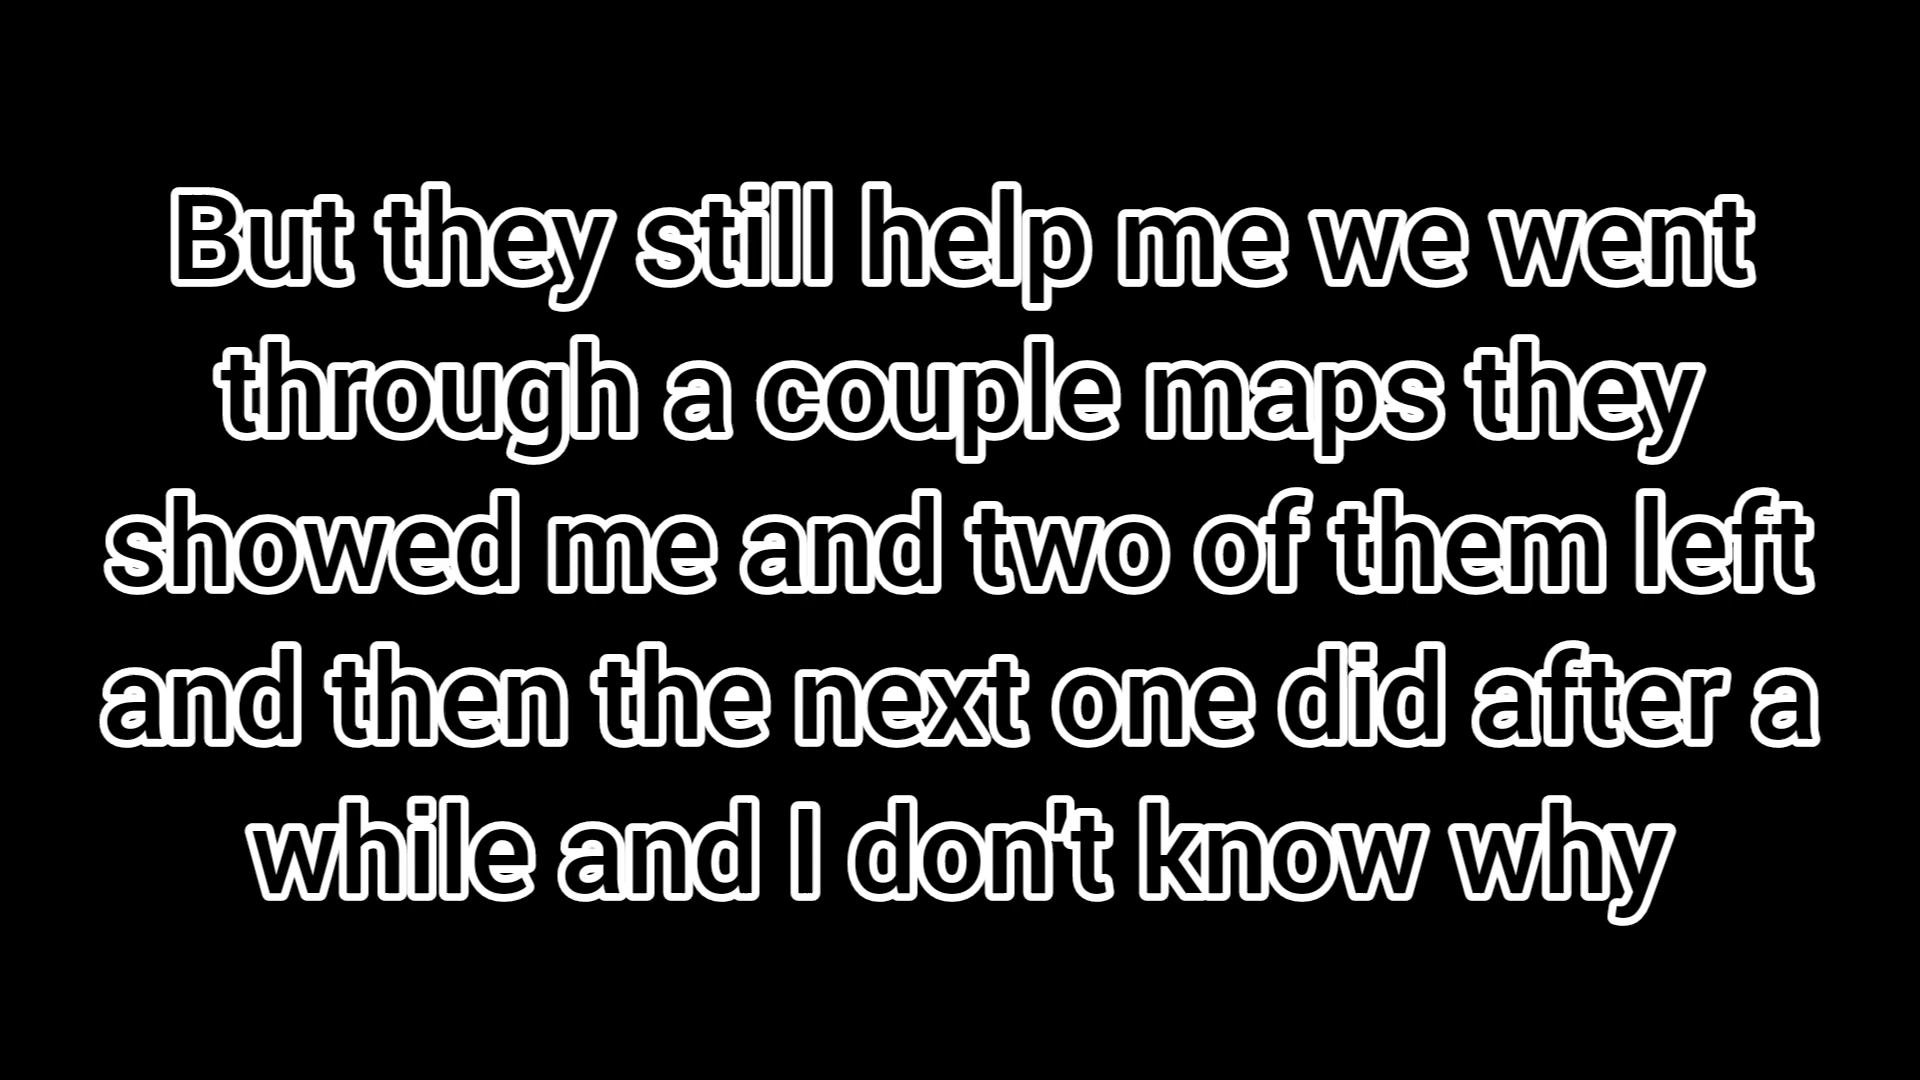 But they still help me we went
through a couple maps they
showed me and two of them left
and then the next one did after a
while and I don't know why